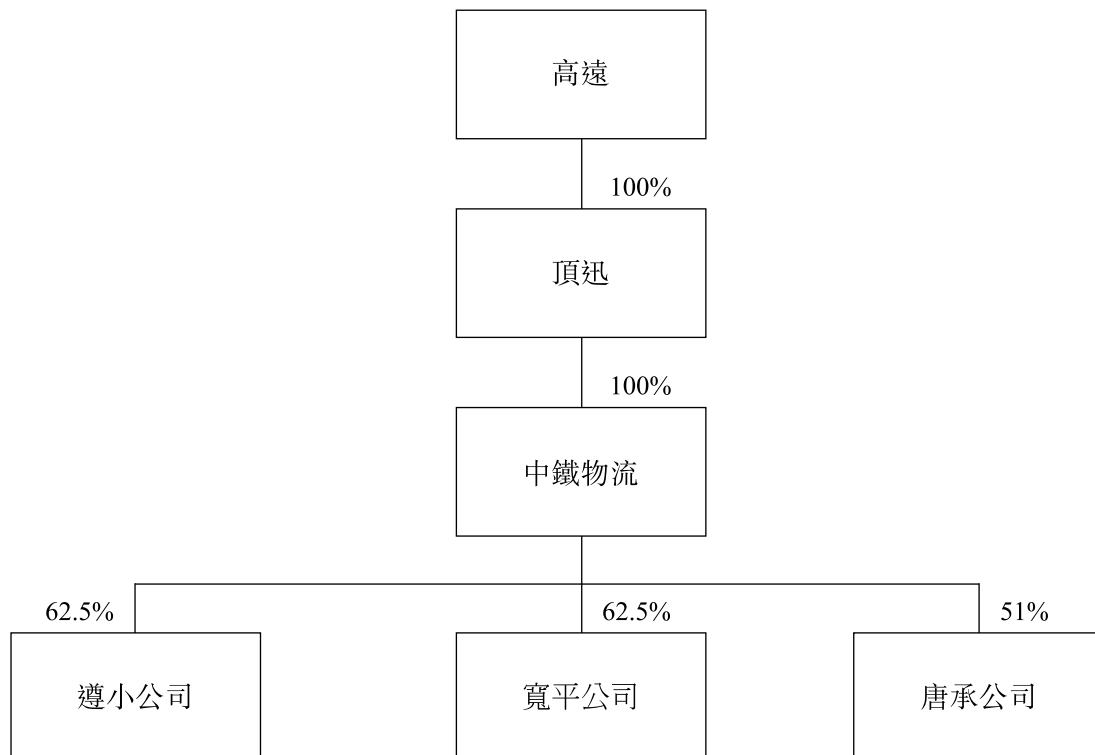 高遠
100%
頂迅
100%
中鐵物流
62.5%
62.5%
51%
遵小公司
寬平公司
唐承公司